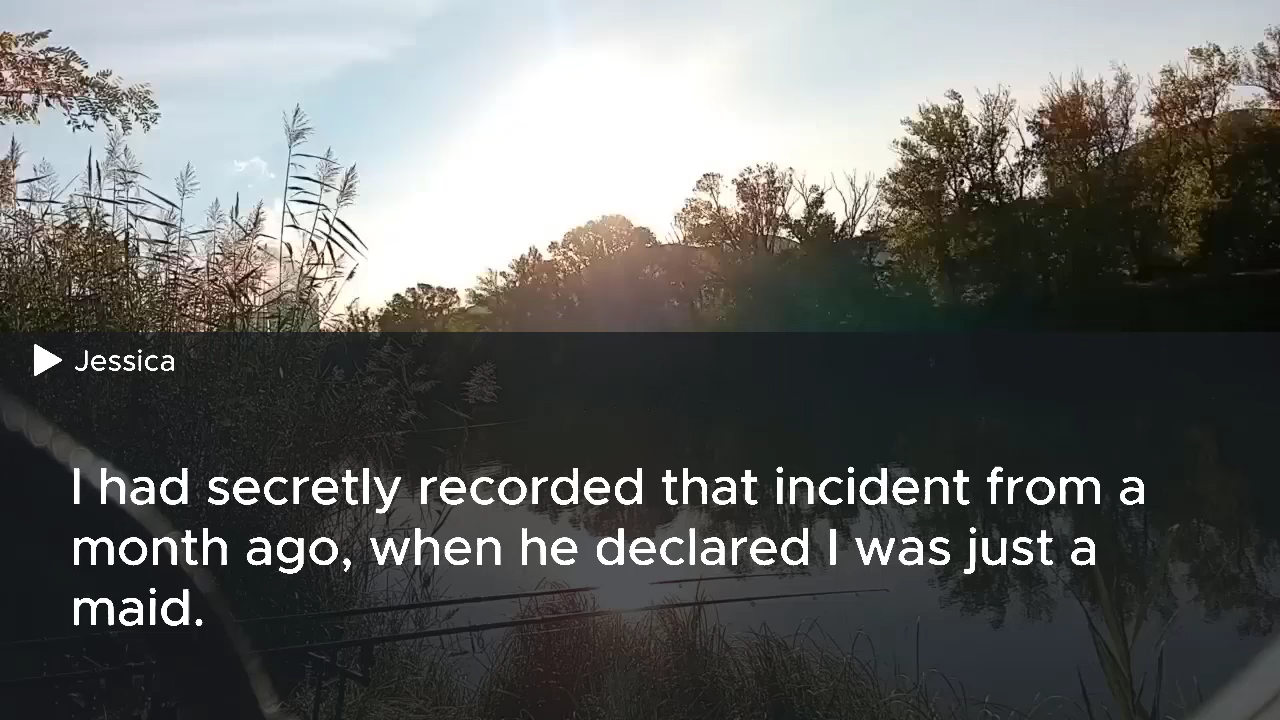 Jessica
I had secretly recorded that incident from a
month ago, when he declared I was just a
maid.